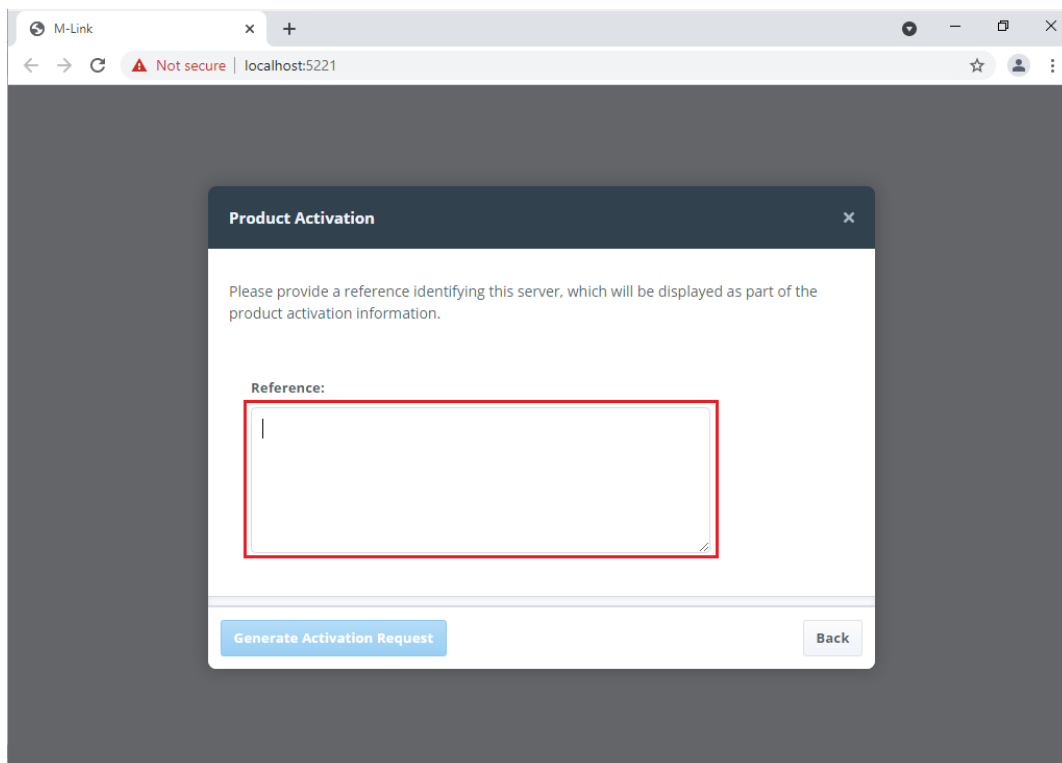 M-Link
Not secure
localhost:5221
Product Activation
Please provide a reference identifying this server, which will be displayed as part of the
product activation information.
Reference:
Generate Activation Request
Back